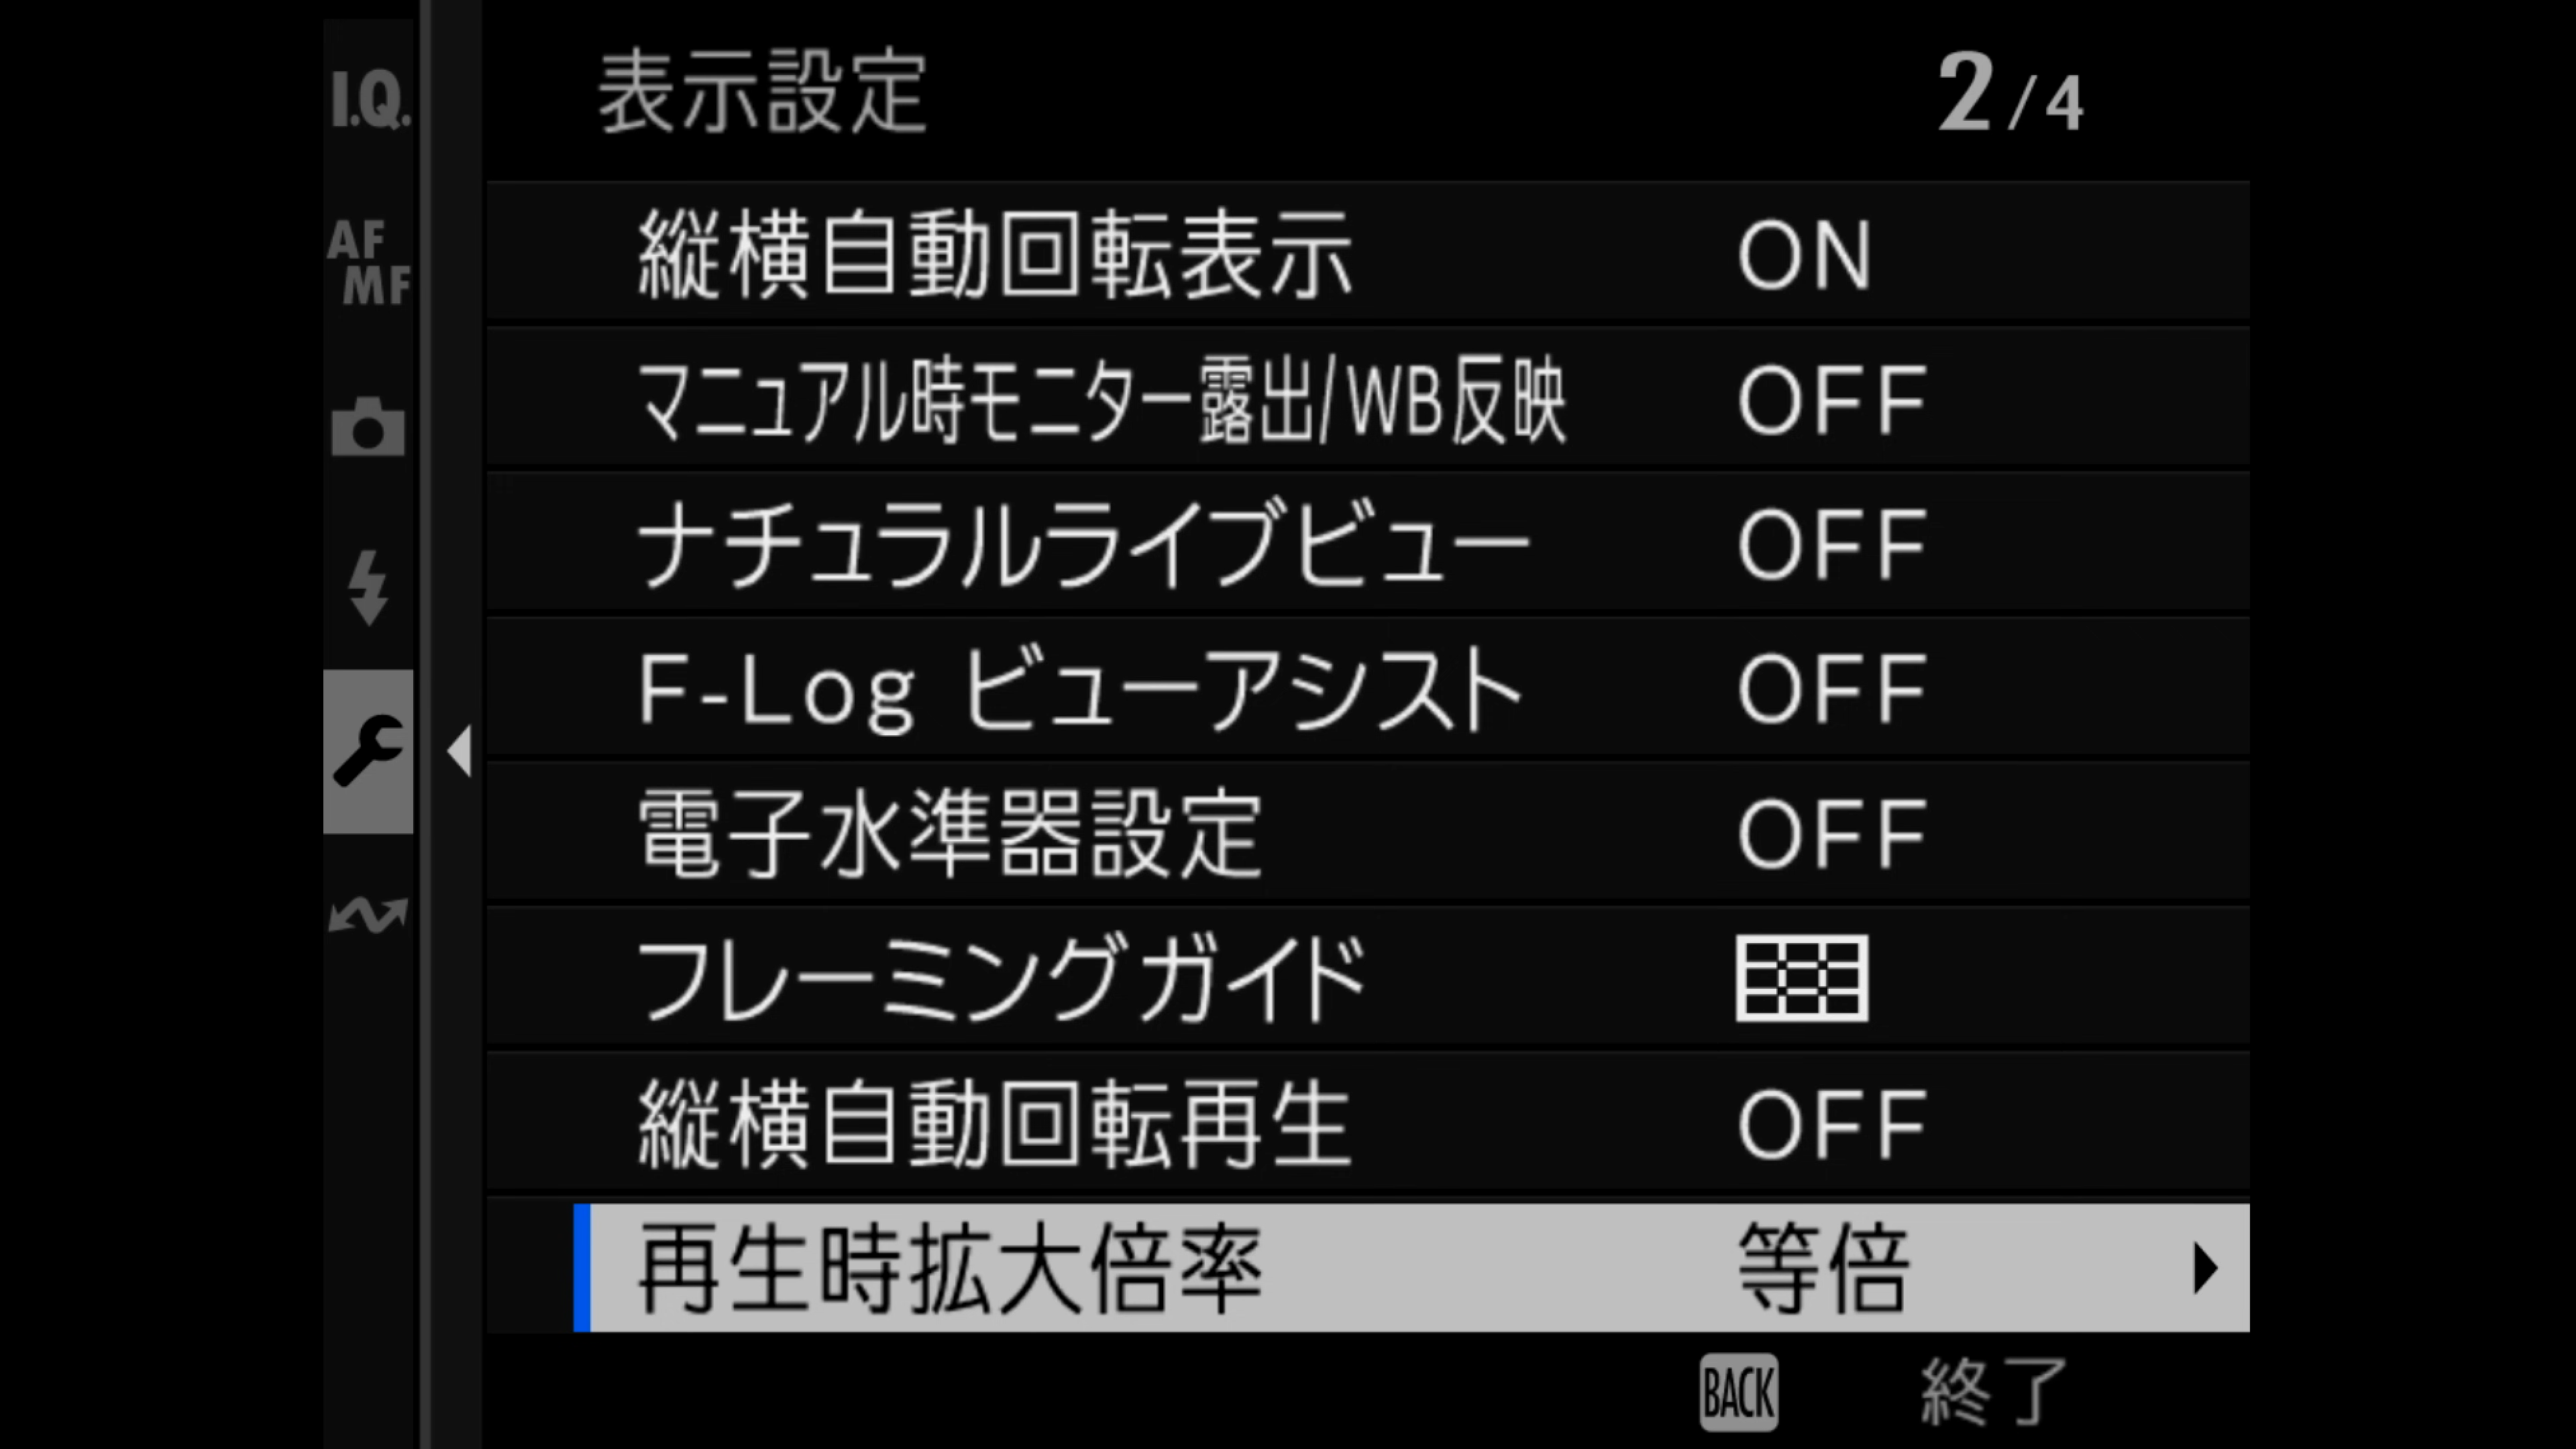 表示設定 2/4
I.Q.
縦横自動回転表示 ON
AF
MF
マニュアル時モニター露出/WB反映 OFF
ナチュラルライブビュー OFF
F-Log ビューアシスト OFF
電子水準器設定 OFF
フレーミングガイド
縦横自動回転再生 OFF
再生時拡大倍率 等倍
BACK 終了